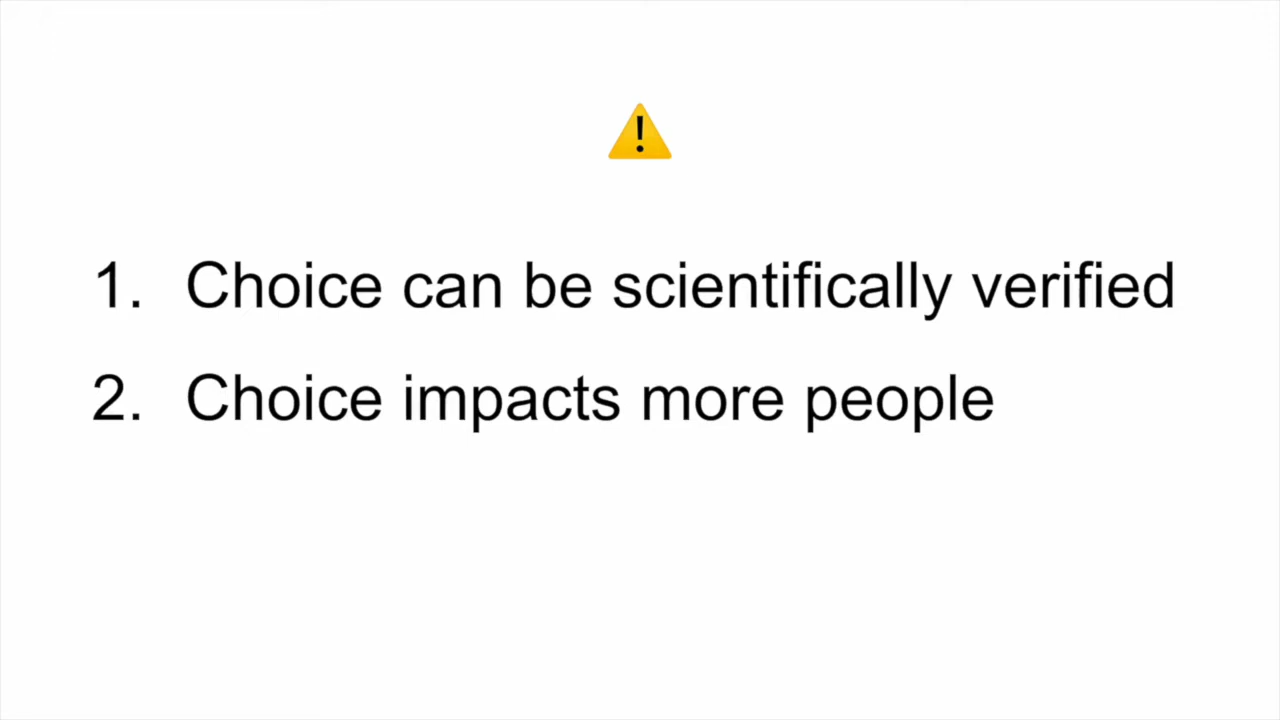 1. Choice can be scientifically verified
2. Choice impacts more people